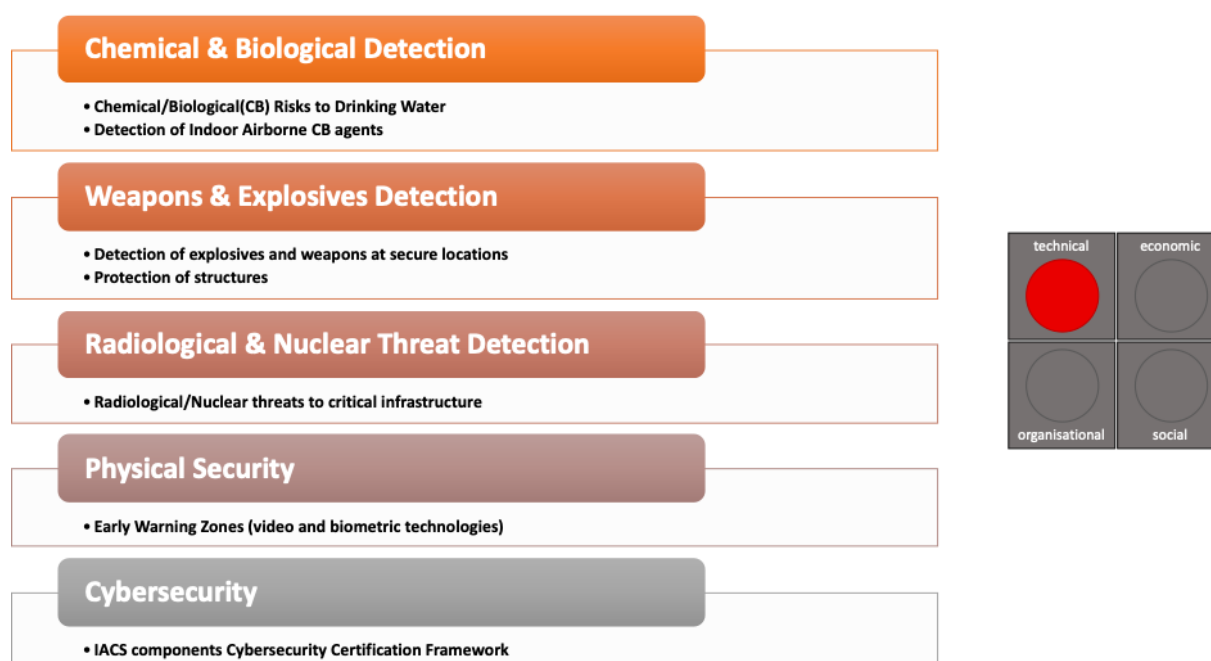 Chemical & Biological Detection
• Chemical/Biological(CB) Risks to Drinking Water
• Detection of Indoor Airborne CB agents
Weapons & Explosives Detection
• Detection of explosives and weapons at secure locations
• Protection of structures
Radiological & Nuclear Threat Detection
• Radiological/Nuclear threats to critical infrastructure
Physical Security
• Early Warning Zones (video and biometric technologies)
Cybersecurity
• IACS components Cybersecurity Certification Framework
technical economic
organisational social